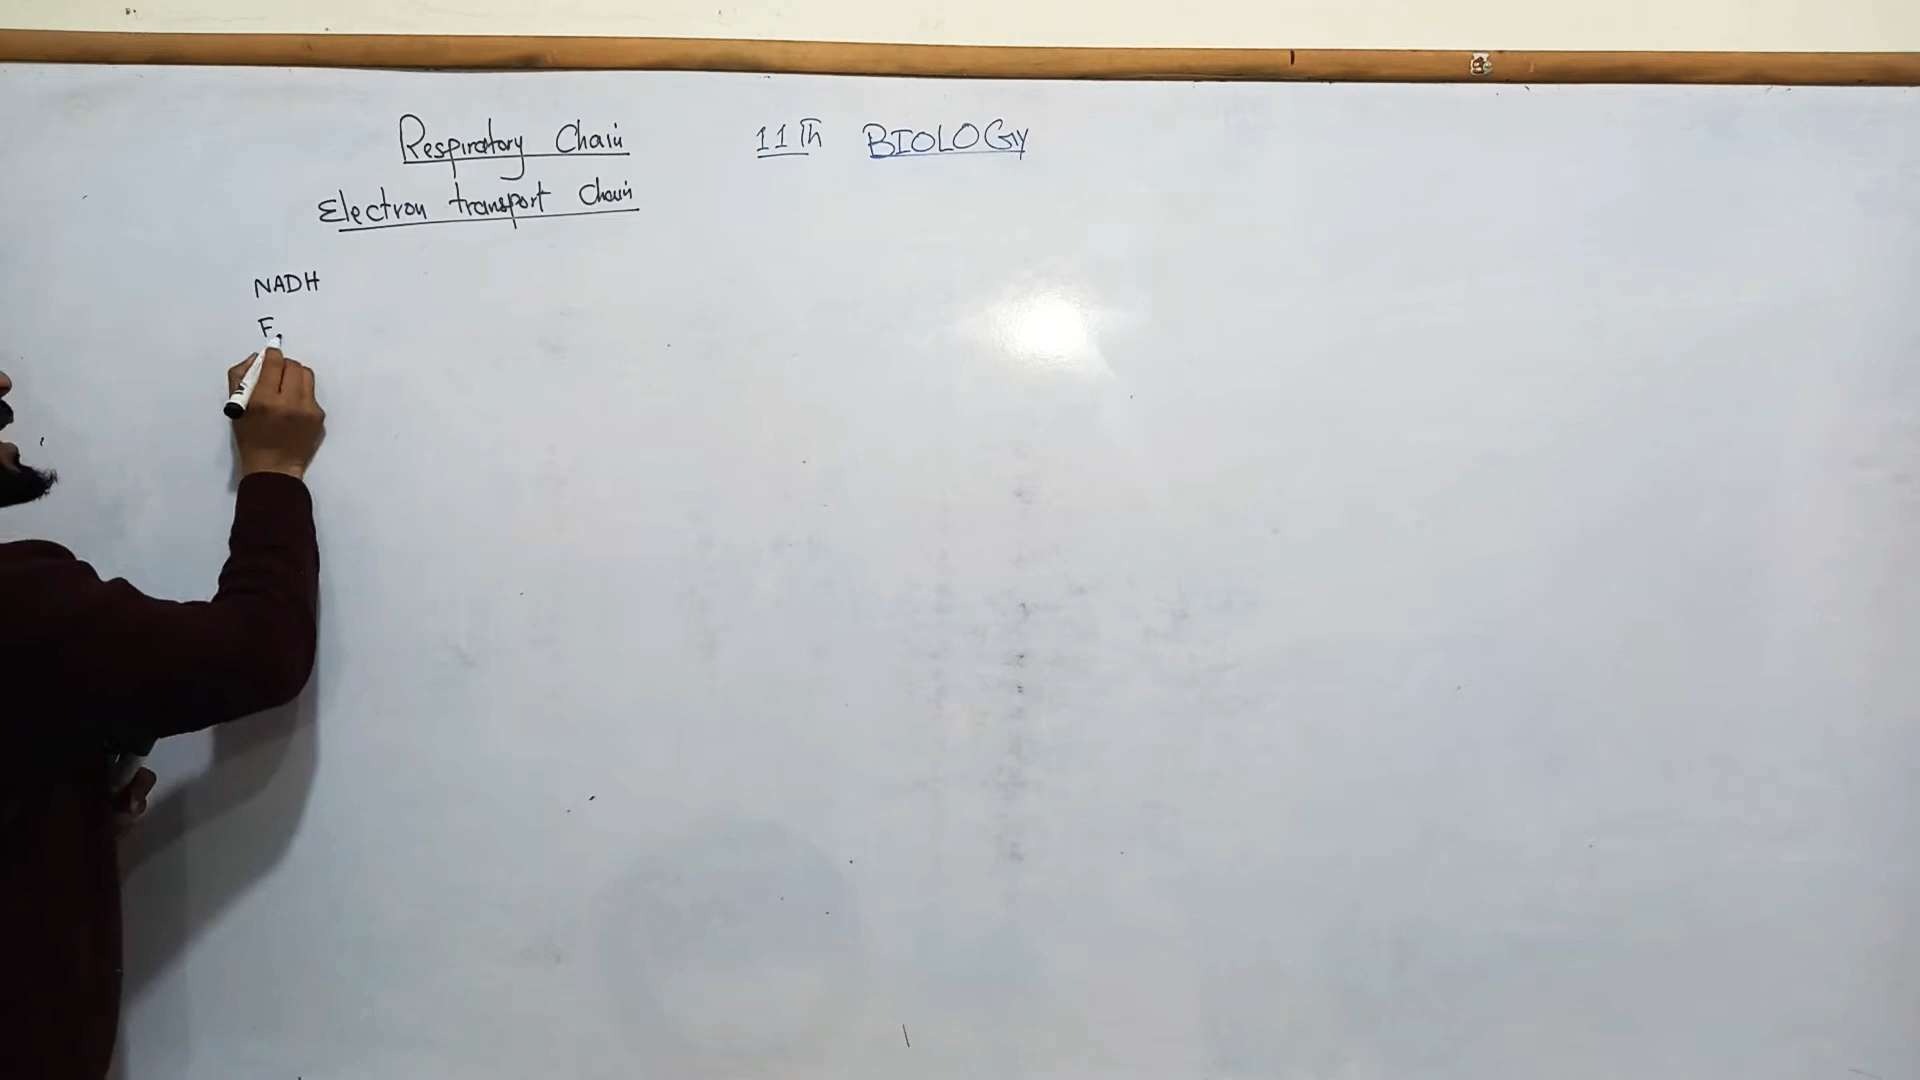 Respiratory Chain 11Th BIOLOGY
Electron transport Chain
NADH
F